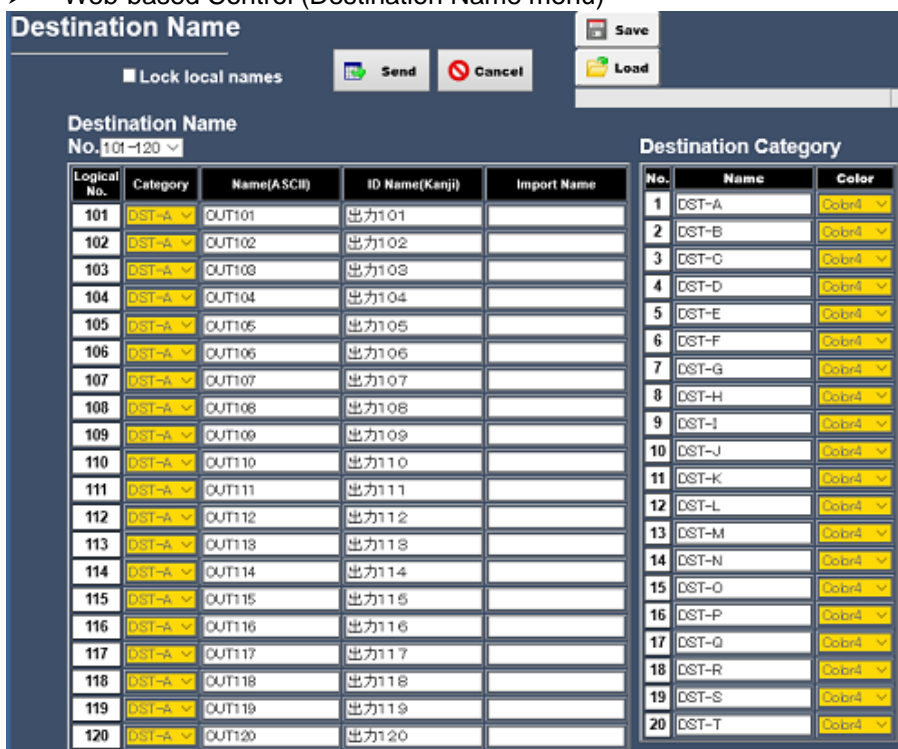 ➤ Web-based Control (Destination Name menu)
Destination Name
Save
Lock local names Send Cancel Load
Destination Name
No. 101-120
Logical No. Category Name(ASCII) ID Name(Kanji) Import Name
101 DST-A OUT101 出力101
102 DST-A OUT102 出力102
103 DST-A OUT103 出力103
104 DST-A OUT104 出力104
105 DST-A OUT105 出力105
106 DST-A OUT106 出力106
107 DST-A OUT107 出力107
108 DST-A OUT108 出力108
109 DST-A OUT109 出力109
110 DST-A OUT110 出力110
111 DST-A OUT111 出力111
112 DST-A OUT112 出力112
113 DST-A OUT113 出力113
114 DST-A OUT114 出力114
115 DST-A OUT115 出力115
116 DST-A OUT116 出力116
117 DST-A OUT117 出力117
118 DST-A OUT118 出力118
119 DST-A OUT119 出力119
120 DST-A OUT120 出力120
Destination Category
No. Name Color
1 DST-A Color4
2 DST-B Color4
3 DST-C Color4
4 DST-D Color4
5 DST-E Color4
6 DST-F Color4
7 DST-G Color4
8 DST-H Color4
9 DST-I Color4
10 DST-J Color4
11 DST-K Color4
12 DST-L Color4
13 DST-M Color4
14 DST-N Color4
15 DST-O Color4
16 DST-P Color4
17 DST-Q Color4
18 DST-R Color4
19 DST-S Color4
20 DST-T Color4